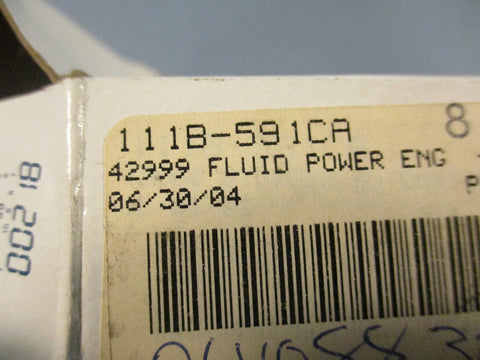 111B-591CA 8
42999 FLUID POWER ENG
06/30/04
P
002 18